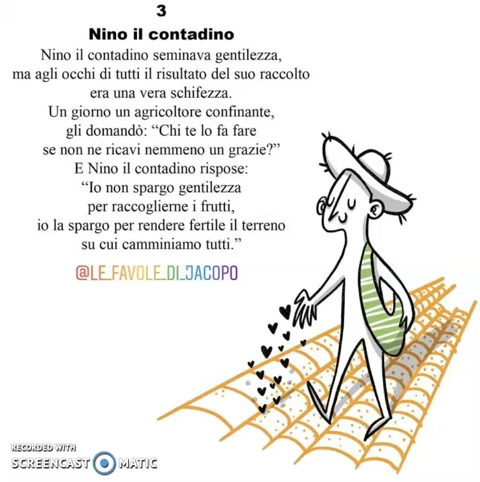 3
Nino il contadino
Nino il contadino seminava gentilezza,
ma agli occhi di tutti il risultato del suo raccolto
era una vera schifezza.
Un giorno un agricoltore confinante,
gli domandò: “Chi te lo fa fare
se non ne ricavi nemmeno un grazie?”
E Nino il contadino rispose:
“Io non spargo gentilezza
per raccoglierne i frutti,
io la spargo per rendere fertile il terreno
su cui camminiamo tutti.”
@LE_FAVOLE_DI_JACOPO
RECORDED WITH
SCREENCAST MATIC